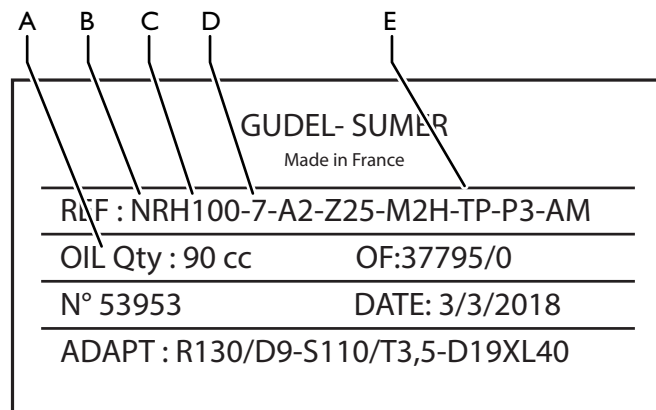 A B C D E
GUDEL- SUMER
Made in France
REF : NRH100-7-A2-Z25-M2H-TP-P3-AM
OIL Qty : 90 cc OF:37795/0
N° 53953 DATE: 3/3/2018
ADAPT : R130/D9-S110/T3,5-D19XL40